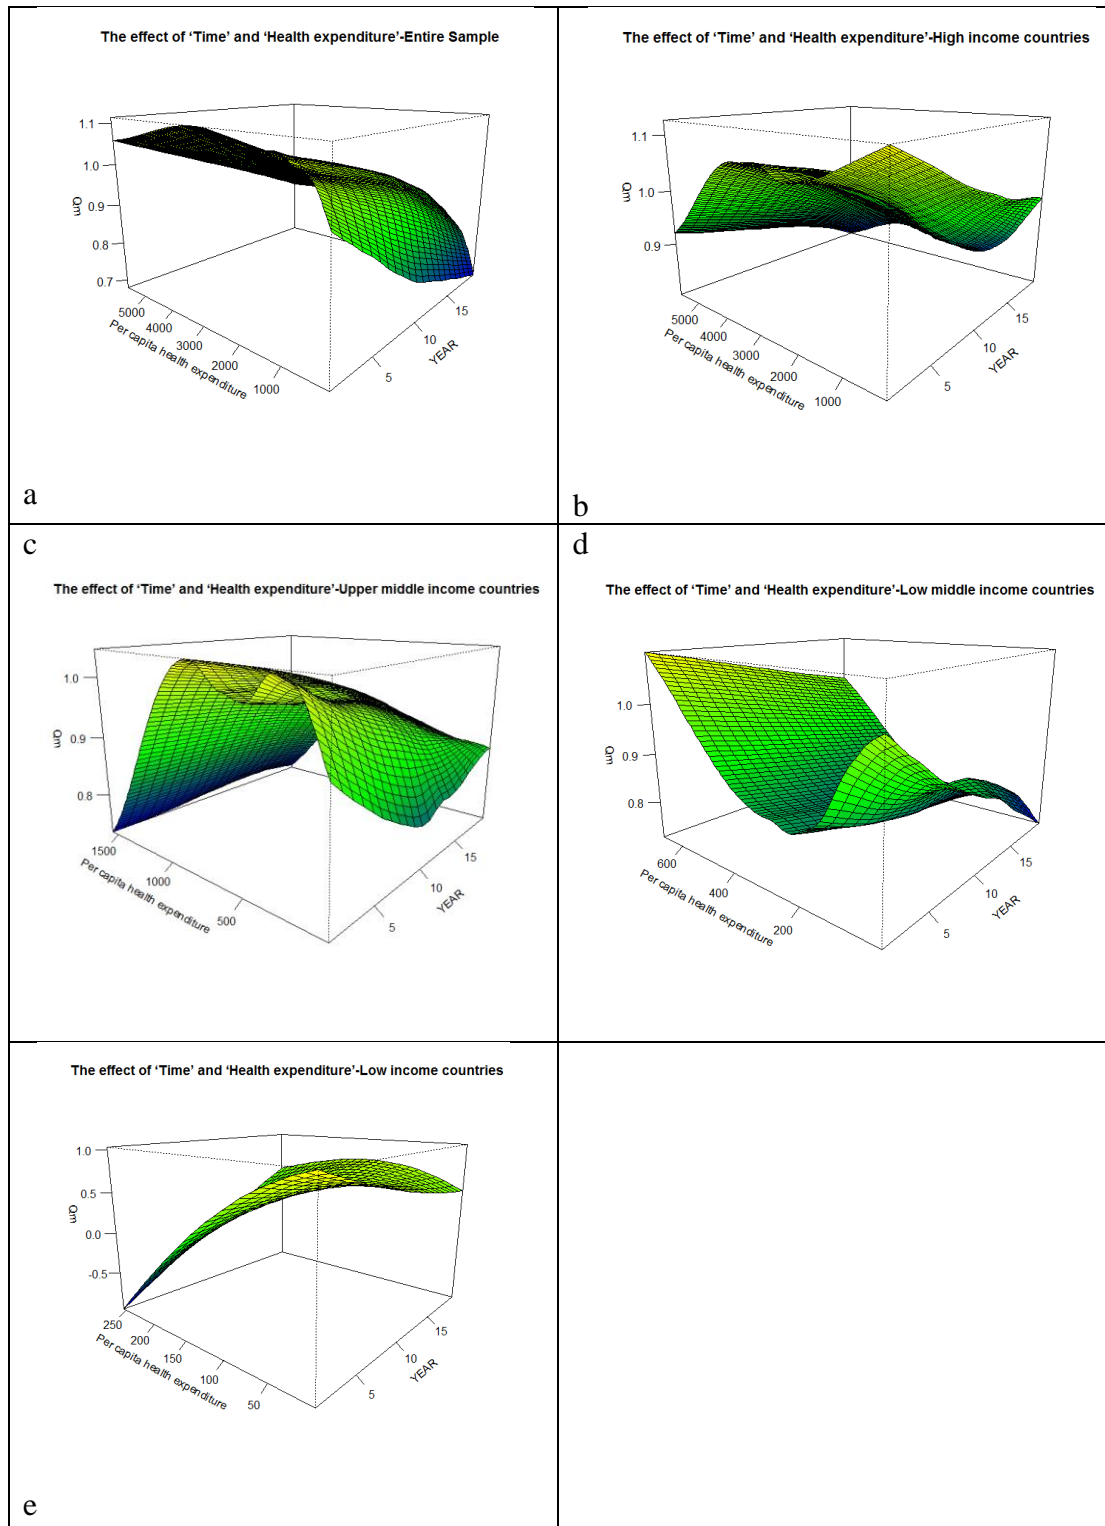 The effect of ‘Time’ and ‘Health expenditure’-Entire Sample
1.1
1.0
0.9
0.8
0.7
Qm
5000
4000
3000
2000
1000
Per capita health expenditure
5
10
15
YEAR
a
The effect of ‘Time’ and ‘Health expenditure’-High income countries
1.1
1.0
0.9
Qm
5000
4000
3000
2000
1000
Per capita health expenditure
5
10
15
YEAR
b
c
The effect of ‘Time’ and ‘Health expenditure’-Upper middle income countries
1.0
0.9
0.8
Qm
1500
1000
500
Per capita health expenditure
5
10
15
YEAR
d
The effect of ‘Time’ and ‘Health expenditure’-Low middle income countries
1.0
0.9
0.8
Qm
600
400
200
Per capita health expenditure
5
10
15
YEAR
The effect of ‘Time’ and ‘Health expenditure’-Low income countries
1.0
0.5
0.0
-0.5
Qm
250
200
150
100
50
Per capita health expenditure
5
10
15
YEAR
e